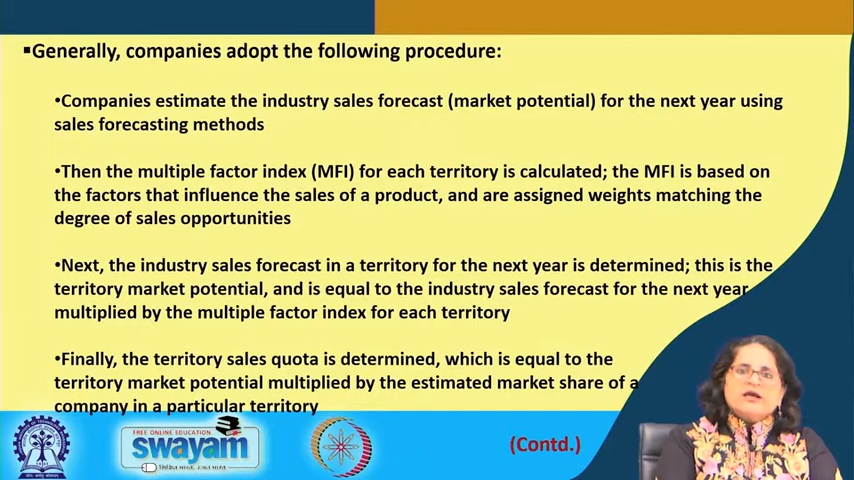 ▪Generally, companies adopt the following procedure:
•Companies estimate the industry sales forecast (market potential) for the next year using
sales forecasting methods
•Then the multiple factor index (MFI) for each territory is calculated; the MFI is based on
the factors that influence the sales of a product, and are assigned weights matching the
degree of sales opportunities
•Next, the industry sales forecast in a territory for the next year is determined; this is the
territory market potential, and is equal to the industry sales forecast for the next year
multiplied by the multiple factor index for each territory
•Finally, the territory sales quota is determined, which is equal to the
territory market potential multiplied by the estimated market share of a
company in a particular territory
FREE ONLINE EDUCATION
swayam
(Contd.)